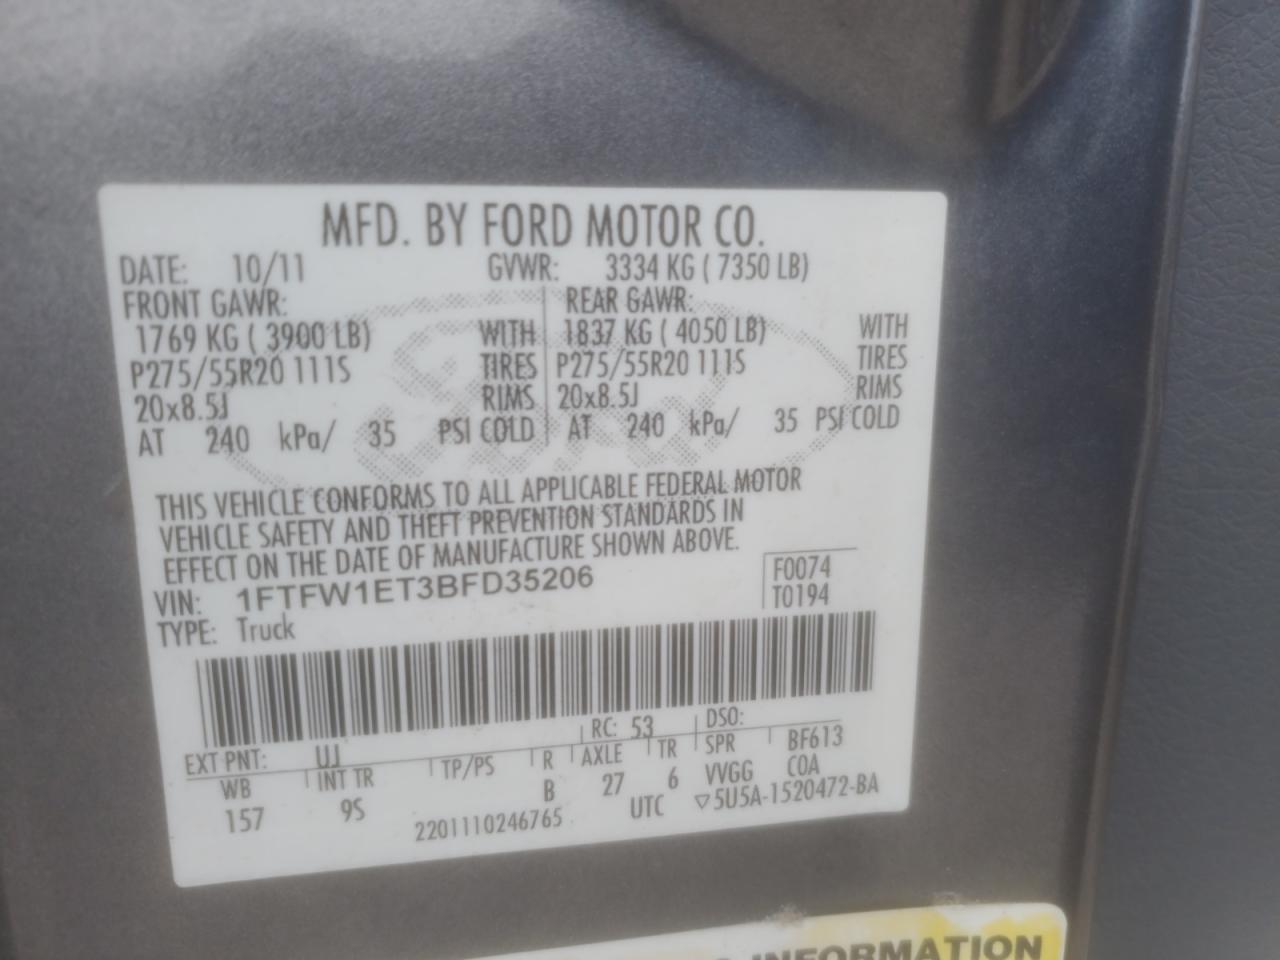 MFD. BY FORD MOTOR CO.
DATE: 10/11 GVWR: 3334 KG ( 7350 LB)
FRONT GAWR: REAR GAWR:
1769 KG ( 3900 LB) WITH 1837 KG ( 4050 LB) WITH
P275/55R20 111S TIRES P275/55R20 111S TIRES
20x8.5J RIMS 20x8.5J RIMS
AT 240 kPa/ 35 PSI COLD AT 240 kPa/ 35 PSI COLD
Ford
THIS VEHICLE CONFORMS TO ALL APPLICABLE FEDERAL MOTOR
VEHICLE SAFETY AND THEFT PREVENTION STANDARDS IN
EFFECT ON THE DATE OF MANUFACTURE SHOWN ABOVE.
VIN: 1FTFW1ET3BFD35206 F0074
TYPE: Truck T0194
EXT PNT: UJ RC: 53 DSO:
WB INT TR TP/PS R AXLE TR SPR BF613
157 9S B 27 6 VVGG COA
2201110246765 UTC ▽5U5A-1520472-BA
INFORMATION